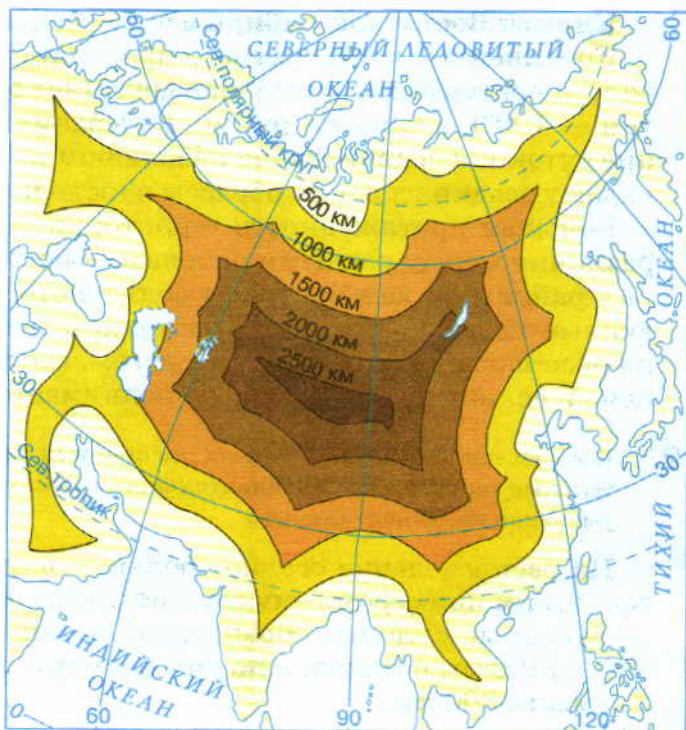 60
60
СЕВЕРНЫЙ ЛЕДОВИТЫЙ
ОКЕАН
Сев. полярный круг
500 км
1000 км
1500 км
2000 км
2500 км
ОКЕАН
ТИХИЙ
30
30
Сев. тропик
ИНДИЙСКИЙ
ОКЕАН
0
60
90
120